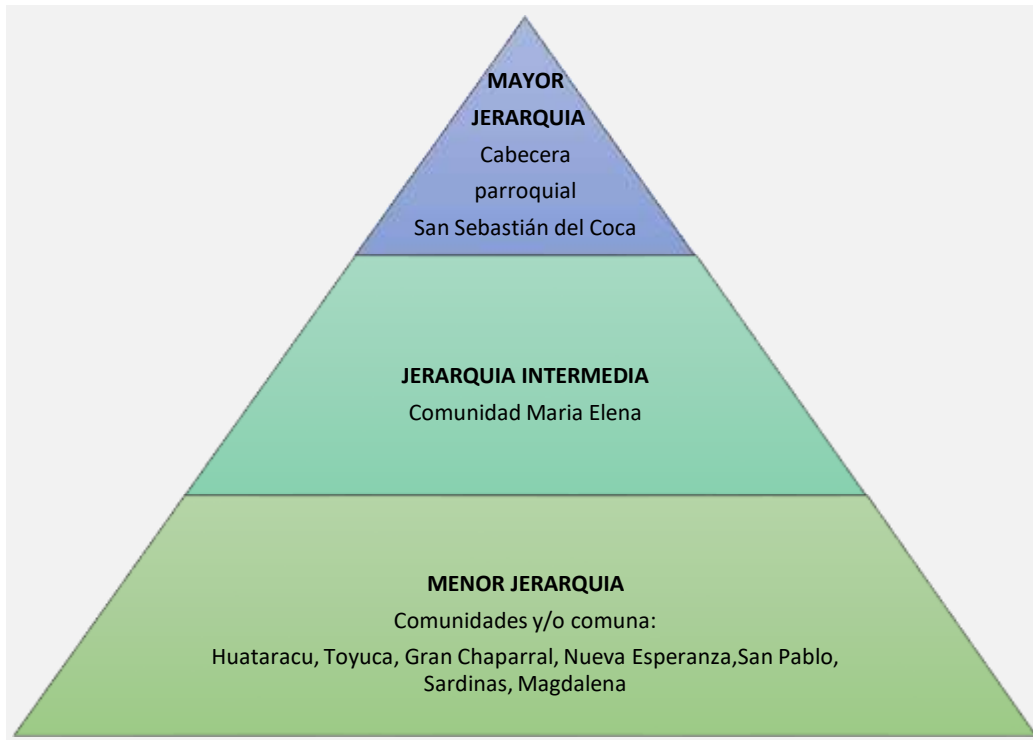 MAYOR
JERARQUIA
Cabecera
parroquial
San Sebastián del Coca
JERARQUIA INTERMEDIA
Comunidad Maria Elena
MENOR JERARQUIA
Comunidades y/o comuna:
Huataracu, Toyuca, Gran Chaparral, Nueva Esperanza,San Pablo,
Sardinas, Magdalena